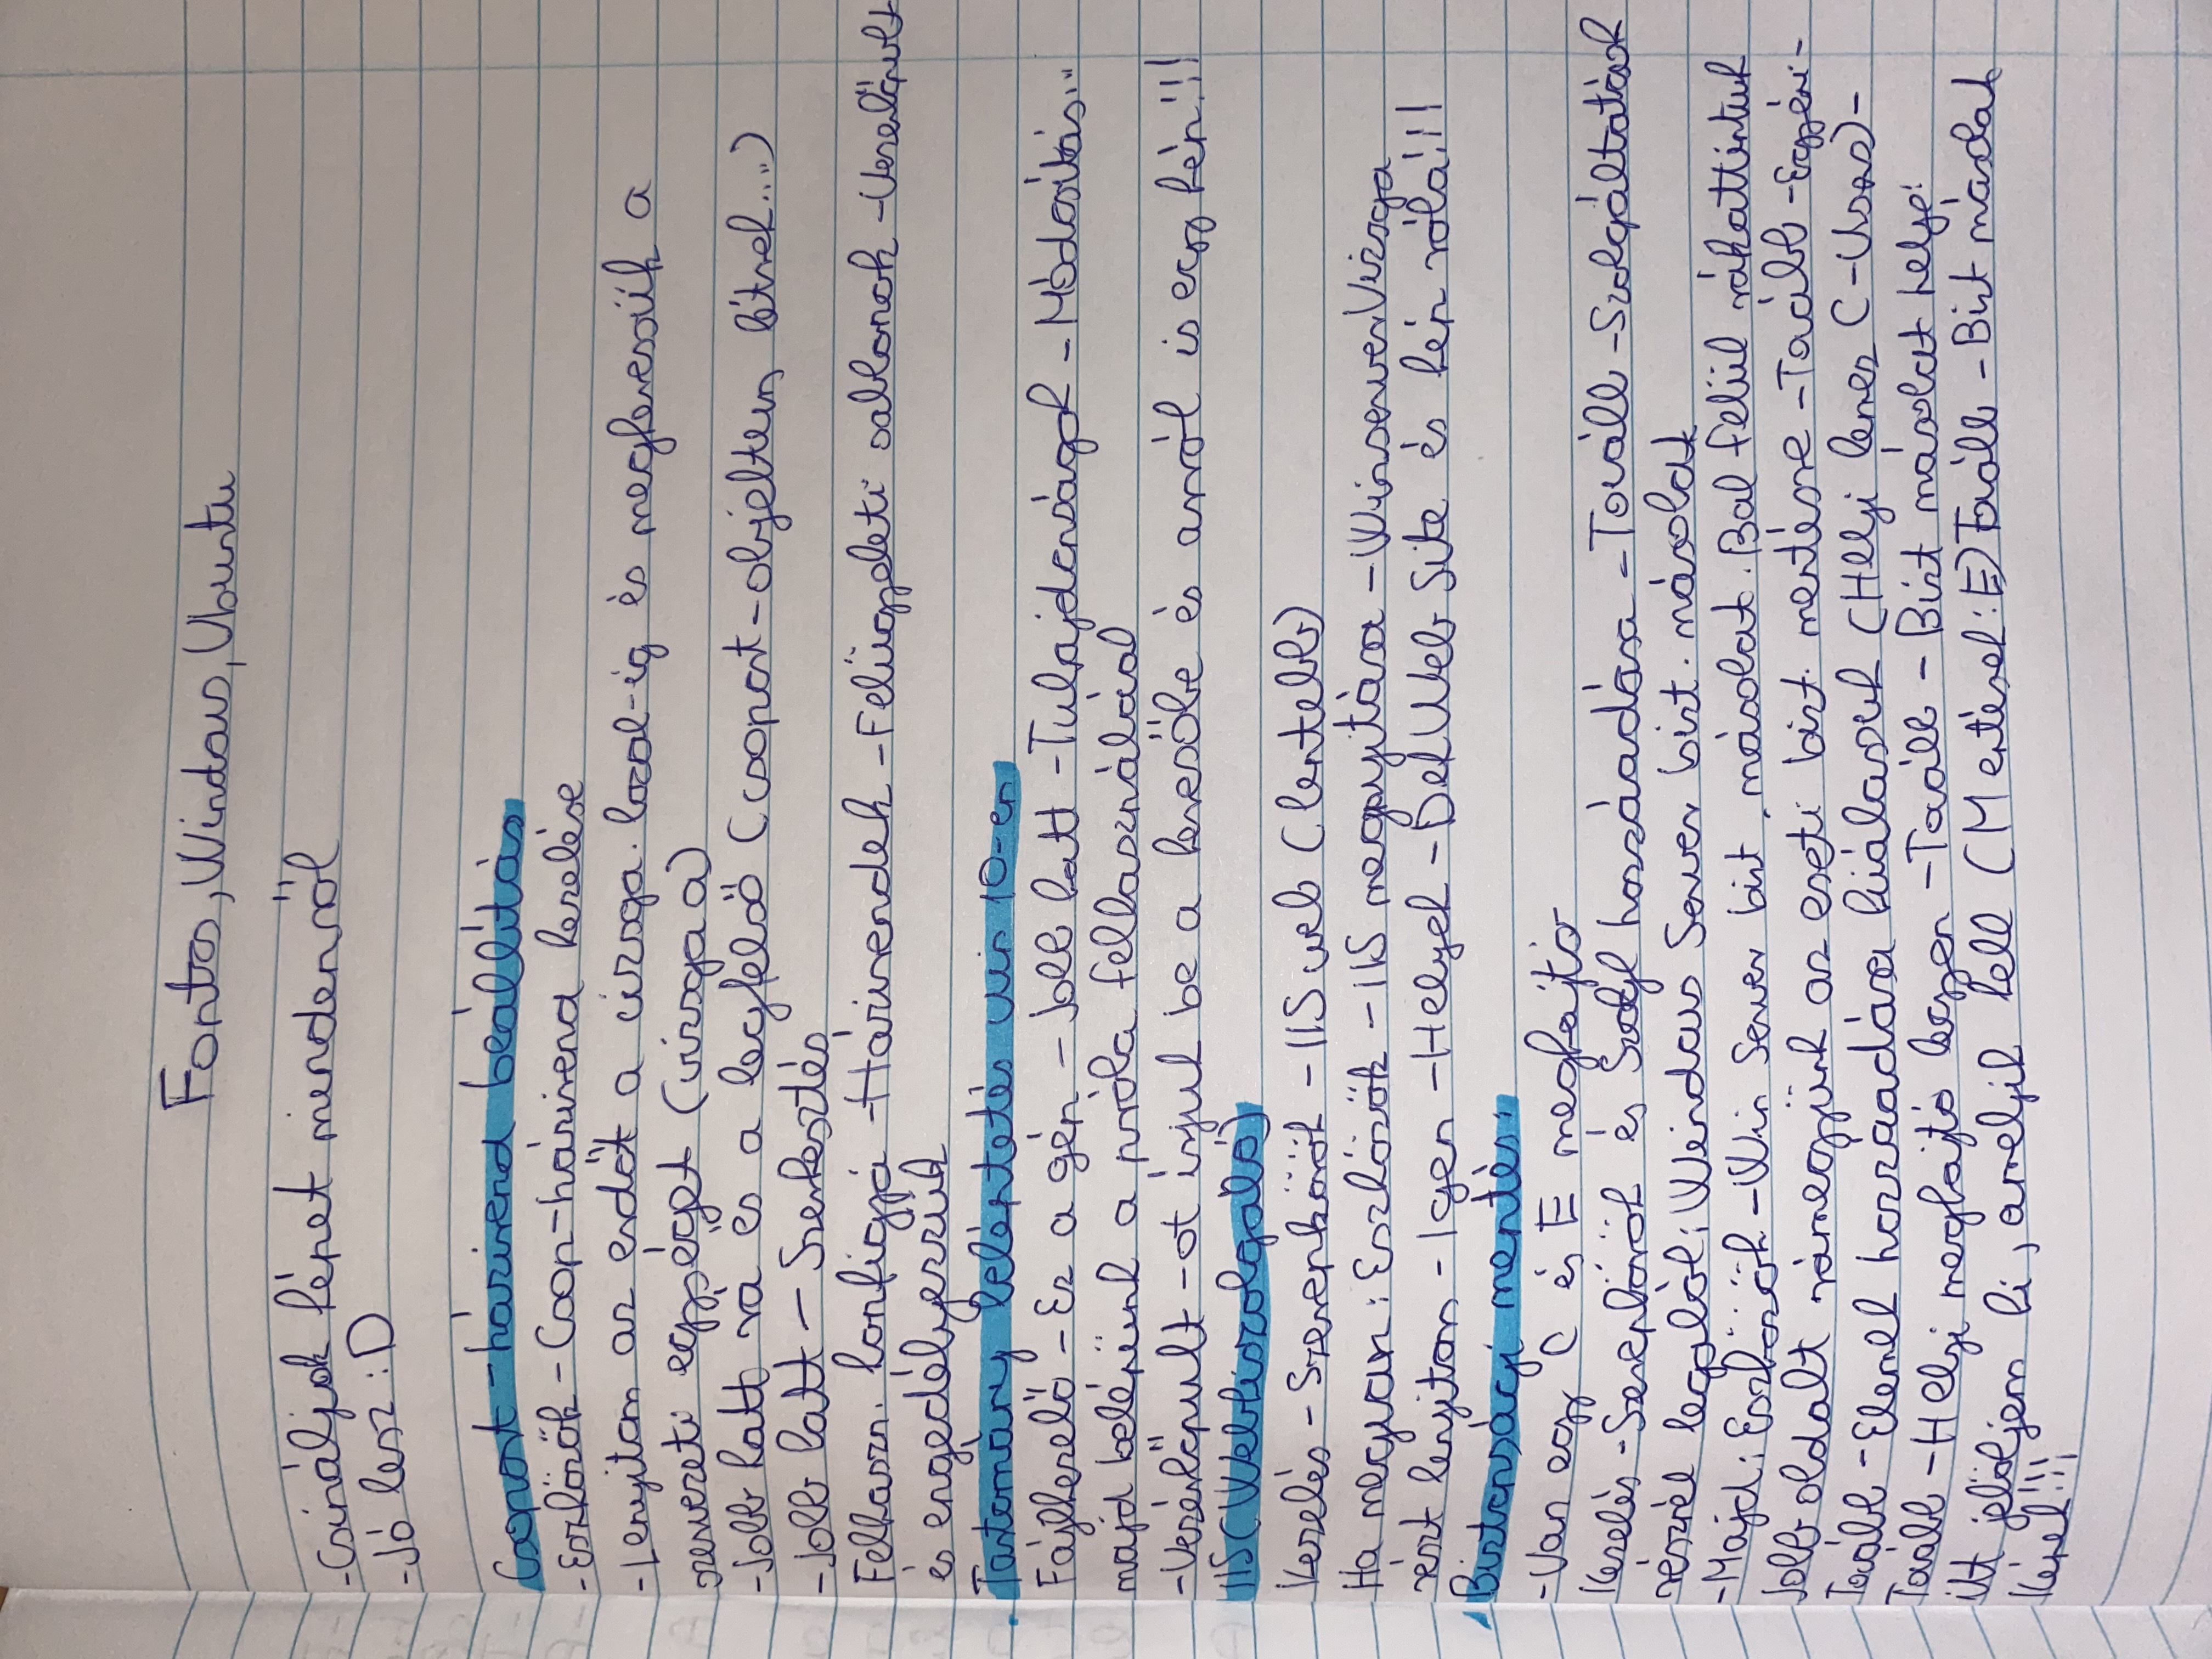 Fontos, Windows, Ubuntu
-Csináljak képet mindenről
-Jó lesz :D
Csoport-házirend beállítás
-Eszközök - Csop-házirend kezelése
-Lenyitom az erdőt a vizsga.local-ig és megkeressük a
szervezeti egységet (vizsga a)
-Jobb katt rá és a legfelső (csoport-objektum létreh....)
-Jobb katt - Szerkesztés
Felhaszn. konfigjá - Házirendek - Felügyeleti sablonok - Vezérlőpult
és engedélyezzük
Tartomány beléptetés win 10-en
Fájlkezelő - Ez a gép - Jobb katt - Tulajdonságok - Módosítás...
majd belépünk a próba felhasználóval
-Vezérlőpult-ot írjuk be a keresőbe és arról is egy kép!!!
IIS (Webkiszolgáló)
Kezelés - Szerepkörök - IIS web (lentebb)
Ha megvan: Eszközök - IIS megnyitása - WinserverVizsga
részt lenyitom - Igen - Helyek - Def Web Site és kép róla!!!
Biztonsági mentés:
-Van egy C és E meghajtó
Kezelés - Szerepkörök és Szolg hozzáadása - Tovább - Szolgáltatások
résznél legalól: Windows Server bizt. másolat
-Majd: Eszközök - Win Server bizt. másolat. Bal felül rákattintuk
Jobb oldalt rámegyünk az eseti bizt. mentésre - Tovább - Egyéni -
Tovább - Elemek hozzáadása kiválasuk (Helyi lemez C - Users) -
Tovább - Helyi meghajtó legyen - Tovább - Bizt másolat helye:
itt jelöljem ki, amelyik kell (Mentések: E) Tovább - Bizt másolat
Képek!!!